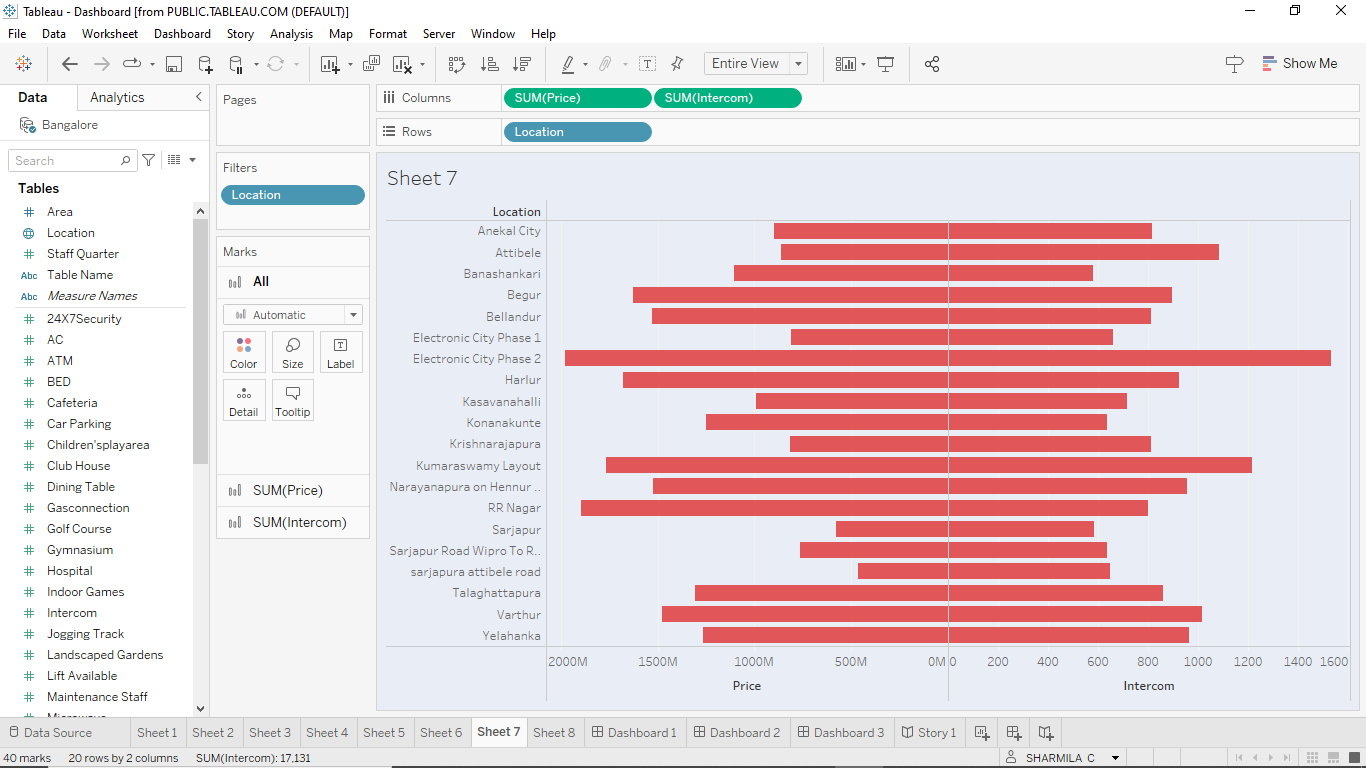 Tableau - Dashboard [from PUBLIC.TABLEAU.COM (DEFAULT)]
File Data Worksheet Dashboard Story Analysis Map Format Server Window Help
Entire View Show Me
Data Analytics
Bangalore
Search
Tables
Area
Location
Staff Quarter
Abc Table Name
Abc Measure Names
24X7Security
AC
ATM
BED
Cafeteria
Car Parking
Children'splayarea
Club House
Dining Table
Gasconnection
Golf Course
Gymnasium
Hospital
Indoor Games
Intercom
Jogging Track
Landscaped Gardens
Lift Available
Maintenance Staff
Pages
Filters
Location
Marks
All
Automatic
Color Size Label
Detail Tooltip
SUM(Price)
SUM(Intercom)
Columns SUM(Price) SUM(Intercom)
Rows Location
Sheet 7
Location
Anekal City
Attibele
Banashankari
Begur
Bellandur
Electronic City Phase 1
Electronic City Phase 2
Harlur
Kasavanahalli
Konanakunte
Krishnarajapura
Kumaraswamy Layout
Narayanapura on Hennur ..
RR Nagar
Sarjapur
Sarjapur Road Wipro To R..
sarjapura attibele road
Talaghattapura
Varthur
Yelahanka
2000M 1500M 1000M 500M 0M 0 200 400 600 800 1000 1200 1400 1600
Price Intercom
Data Source Sheet 1 Sheet 2 Sheet 3 Sheet 4 Sheet 5 Sheet 6 Sheet 7 Sheet 8 Dashboard 1 Dashboard 2 Dashboard 3 Story 1
40 marks 20 rows by 2 columns SUM(Intercom): 17,131 SHARMILA C